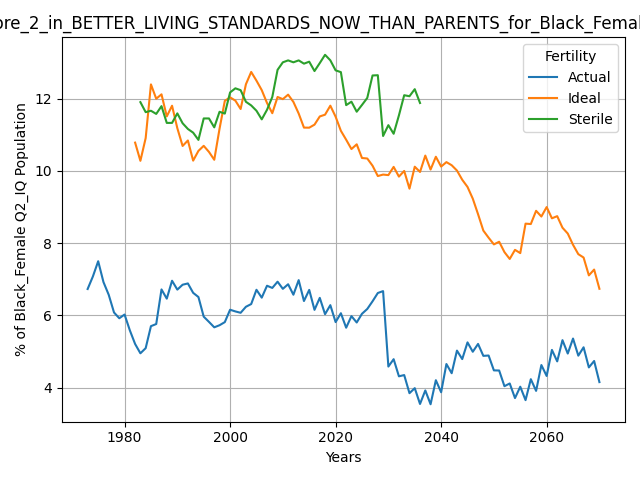 ore_2_in_BETTER_LIVING_STANDARDS_NOW_THAN_PARENTS_for_Black_Femal
Fertility
Actual
Ideal
Sterile
% of Black_Female Q2_IQ Population
12
10
8
6
4
1980 2000 2020 2040 2060
Years